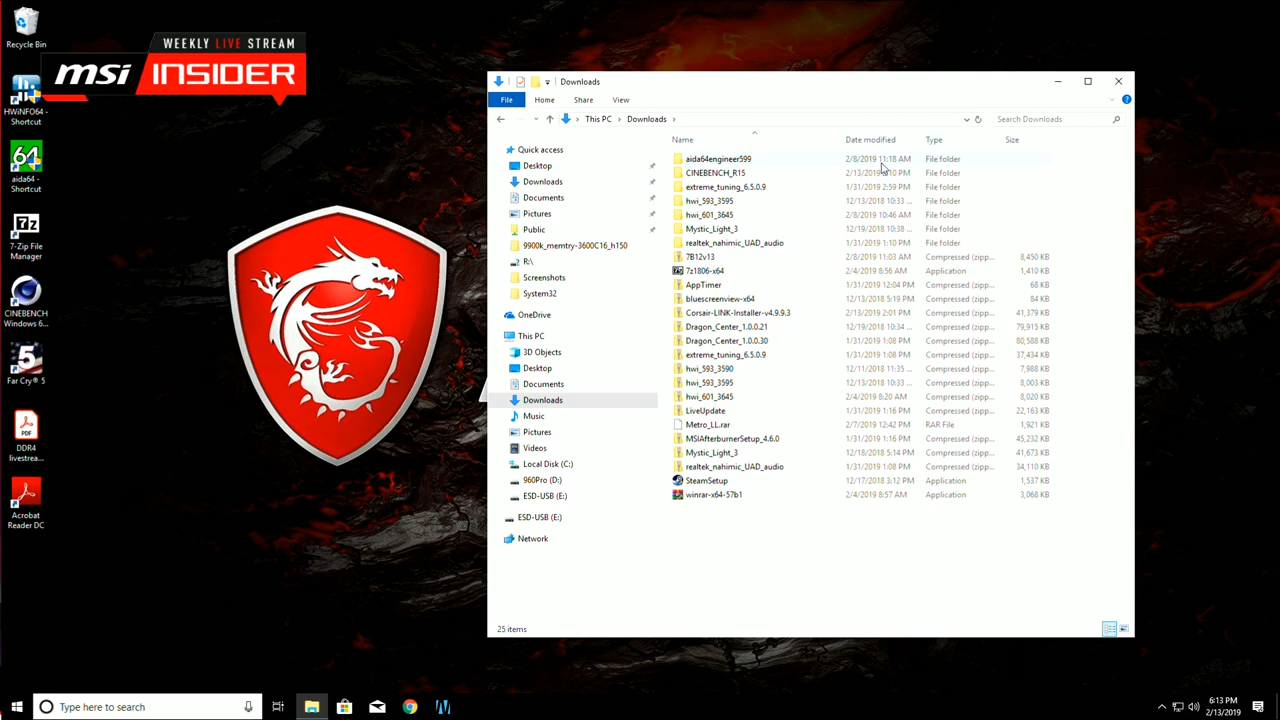 Recycle Bin
WEEKLY LIVE STREAM
msi INSIDER
HWiNFO64 -
Shortcut
64
aida64 -
Shortcut
7z
7-Zip File
Manager
CINEBENCH
Windows 6...
5
Far Cry® 5
PDF
DDR4
livestrea...
Acrobat
Reader DC
Downloads
File Home Share View
This PC Downloads
Search Downloads
Name Date modified Type Size
Quick access
Desktop
Downloads
Documents
Pictures
Public
9900k_memtry-3600C16_h150
R:\
Screenshots
System32
OneDrive
This PC
3D Objects
Desktop
Documents
Downloads
Music
Pictures
Videos
Local Disk (C:)
960Pro (D:)
ESD-USB (E:)
ESD-USB (E:)
Network
aida64engineer599 2/8/2019 11:18 AM File folder
CINEBENCH_R15 2/13/2019 10 PM File folder
extreme_tuning_6.5.0.9 1/31/2019 2:59 PM File folder
hwi_593_3595 12/13/2018 10:33 ... File folder
hwi_601_3645 2/8/2019 10:46 AM File folder
Mystic_Light_3 12/19/2018 10:38 ... File folder
realtek_nahimic_UAD_audio 1/31/2019 1:10 PM File folder
7B12v13 2/8/2019 11:03 AM Compressed (zipp... 8,450 KB
7z1806-x64 2/4/2019 8:56 AM Application 1,410 KB
AppTimer 1/31/2019 12:04 PM Compressed (zipp... 68 KB
bluescreenview-x64 12/13/2018 5:19 PM Compressed (zipp... 84 KB
Corsair-LINK-Installer-v4.9.9.3 2/13/2019 2:01 PM Compressed (zipp... 41,379 KB
Dragon_Center_1.0.0.21 12/19/2018 10:34 ... Compressed (zipp... 79,915 KB
Dragon_Center_1.0.0.30 1/31/2019 1:08 PM Compressed (zipp... 80,588 KB
extreme_tuning_6.5.0.9 1/31/2019 1:08 PM Compressed (zipp... 37,434 KB
hwi_593_3590 12/11/2018 11:35 ... Compressed (zipp... 7,988 KB
hwi_593_3595 12/13/2018 10:33 ... Compressed (zipp... 8,003 KB
hwi_601_3645 2/4/2019 8:20 AM Compressed (zipp... 8,020 KB
LiveUpdate 1/31/2019 1:16 PM Compressed (zipp... 22,163 KB
Metro_LL.rar 2/7/2019 12:42 PM RAR File 1,921 KB
MSIAfterburnerSetup_4.6.0 1/31/2019 1:16 PM Compressed (zipp... 45,232 KB
Mystic_Light_3 12/18/2018 5:14 PM Compressed (zipp... 41,673 KB
realtek_nahimic_UAD_audio 1/31/2019 1:08 PM Compressed (zipp... 34,110 KB
SteamSetup 12/17/2018 3:12 PM Application 1,537 KB
winrar-x64-57b1 2/4/2019 8:57 AM Application 3,068 KB
25 items
Type here to search
6:13 PM
2/13/2019